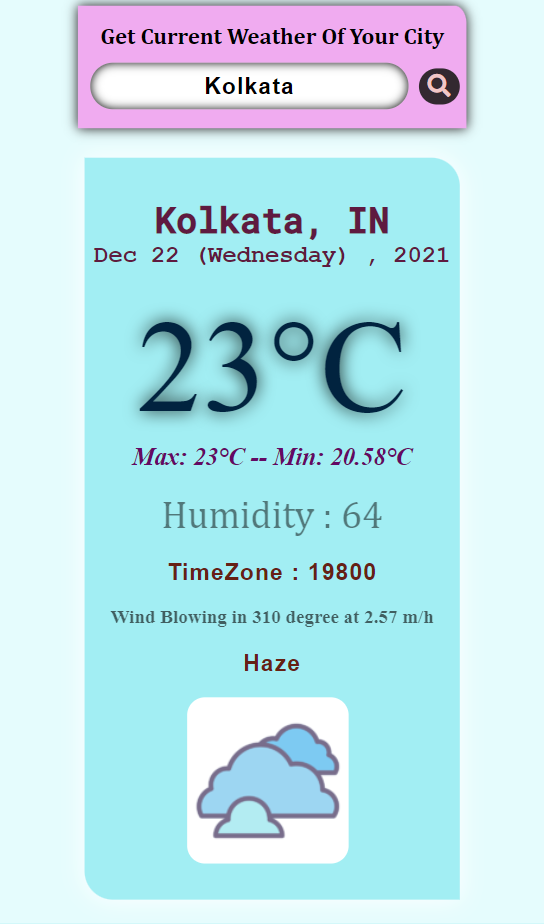 Get Current Weather Of Your City
Kolkata
Kolkata, IN
Dec 22 (Wednesday) , 2021
23°C
Max: 23°C -- Min: 20.58°C
Humidity : 64
TimeZone : 19800
Wind Blowing in 310 degree at 2.57 m/h
Haze